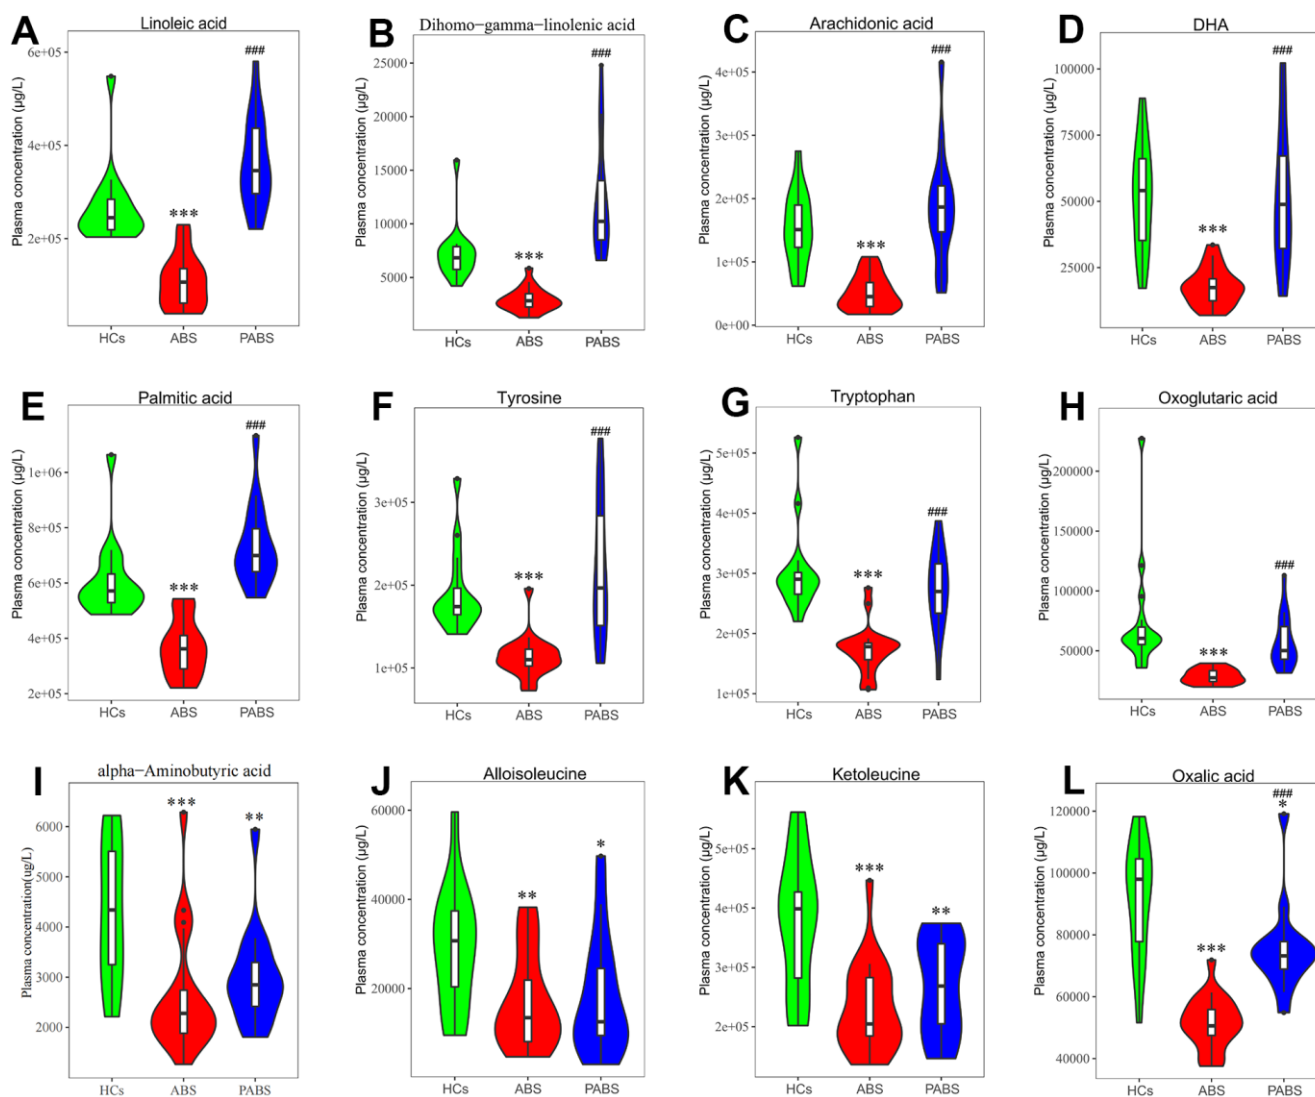 A Linoleic acid
Plasma concentration (µg/L)
6e+05
4e+05
2e+05
***
###
HCs ABS PABS
B Dihomo−gamma−linolenic acid
Plasma concentration (µg/L)
25000
20000
15000
10000
5000
***
###
HCs ABS PABS
C Arachidonic acid
Plasma concentration (µg/L)
4e+05
3e+05
2e+05
1e+05
0e+00
***
###
HCs ABS PABS
D DHA
Plasma concentration (µg/L)
100000
75000
50000
25000
***
###
HCs ABS PABS
E Palmitic acid
Plasma concentration (µg/L)
1e+06
8e+05
6e+05
4e+05
2e+05
***
###
HCs ABS PABS
F Tyrosine
Plasma concentration (µg/L)
3e+05
2e+05
1e+05
***
###
HCs ABS PABS
G Tryptophan
Plasma concentration (µg/L)
5e+05
4e+05
3e+05
2e+05
1e+05
***
###
HCs ABS PABS
H Oxoglutaric acid
Plasma concentration (µg/L)
200000
150000
100000
50000
***
###
HCs ABS PABS
I alpha−Aminobutyric acid
Plasma concentration(ug/L)
6000
5000
4000
3000
2000
***
**
HCs ABS PABS
J Alloisoleucine
Plasma concentration (µg/L)
60000
40000
20000
**
*
HCs ABS PABS
K Ketoleucine
Plasma concentration (µg/L)
5e+05
4e+05
3e+05
2e+05
***
**
HCs ABS PABS
L Oxalic acid
Plasma concentration (µg/L)
120000
100000
80000
60000
40000
***
###
*
HCs ABS PABS